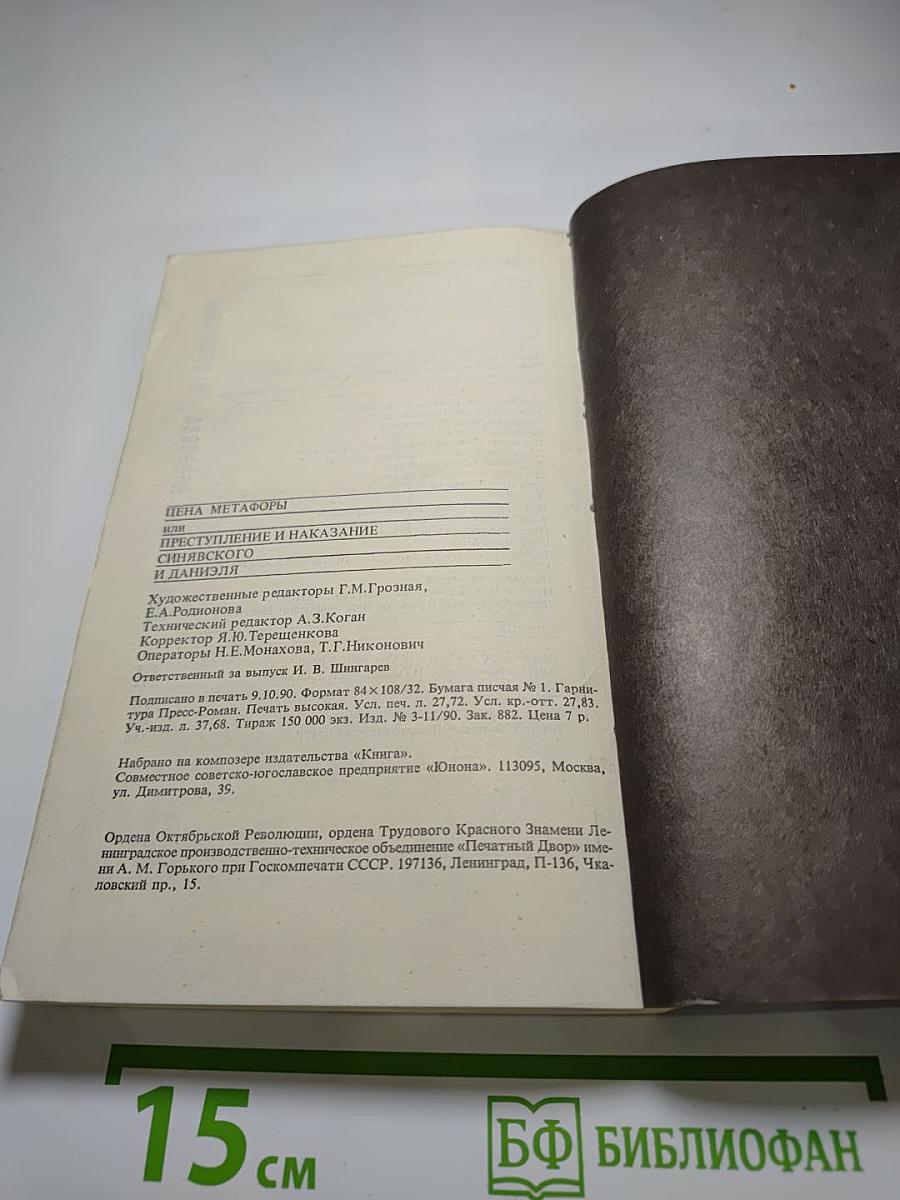 ЦЕНА МЕТАФОРЫ
или
ПРЕСТУПЛЕНИЕ И НАКАЗАНИЕ
СИНЯВСКОГО
И ДАНИЭЛЯ
Художественные редакторы Г.М.Грозная,
Е.А.Родионова
Технический редактор А.З.Коган
Корректор Я.Ю.Терещенкова
Операторы Н.Е.Монахова, Т.Г.Никонович
Ответственный за выпуск И. В. Шингарев
Подписано в печать 9.10.90. Формат 84×108/32. Бумага писчая № 1. Гарни-
тура Пресс-Роман. Печать высокая. Усл. печ. л. 27,72. Усл. кр.-отт. 27,83.
Уч.-изд. л. 37,68. Тираж 150 000 экз. Изд. № 3-11/90. Зак. 882. Цена 7 р.
Набрано на композере издательства «Книга».
Совместное советско-югославское предприятие «Юнона». 113095, Москва,
ул. Димитрова, 39.
Ордена Октябрьской Революции, ордена Трудового Красного Знамени Ле-
нинградское производственно-техническое объединение «Печатный Двор» име-
ни А. М. Горького при Госкомпечати СССР. 197136, Ленинград, П-136, Чка-
ловский пр., 15.
15 см
БФ БИБЛИОФАН